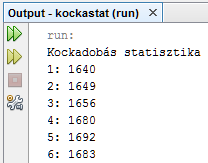 Output - kockastat (run)
run:
Kockadobás statisztika
1: 1640
2: 1649
3: 1656
4: 1680
5: 1692
6: 1683